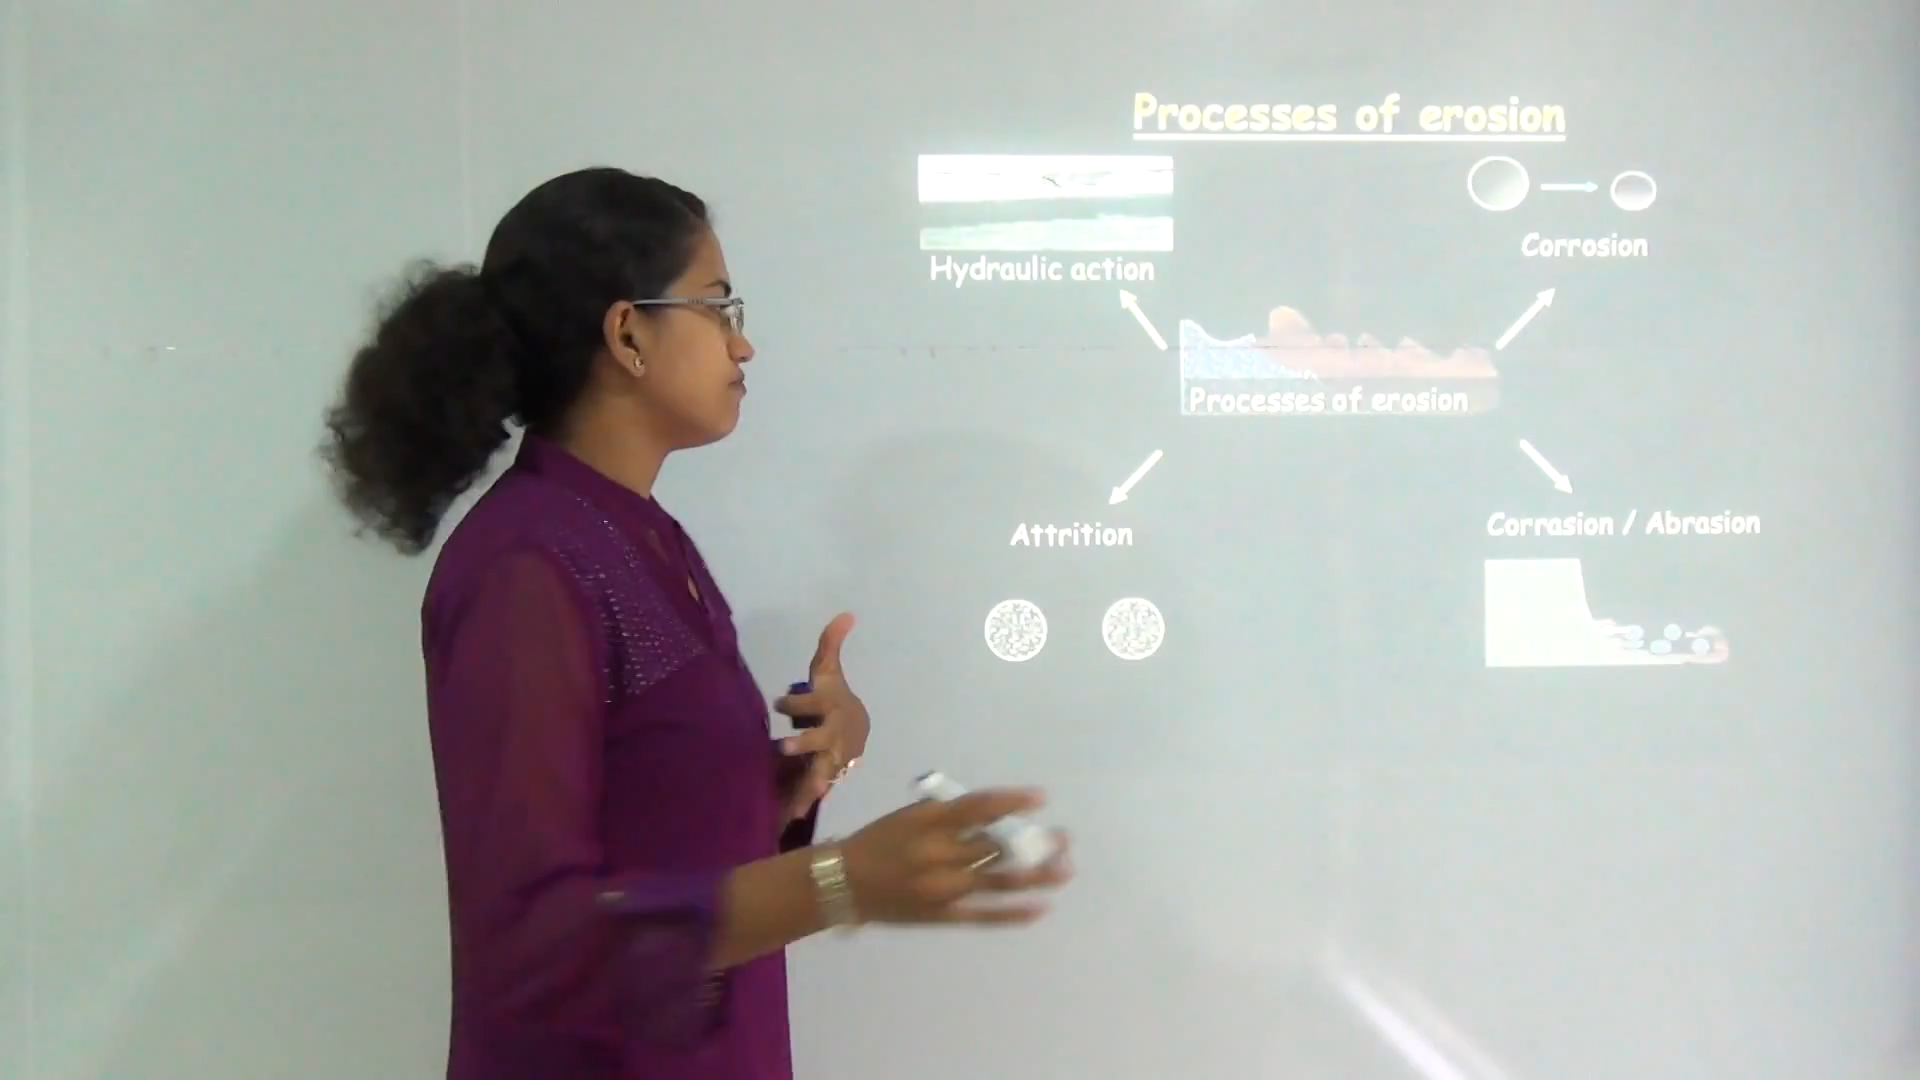 Processes of erosion
Hydraulic action
Corrosion
Processes of erosion
Attrition
Corrasion / Abrasion